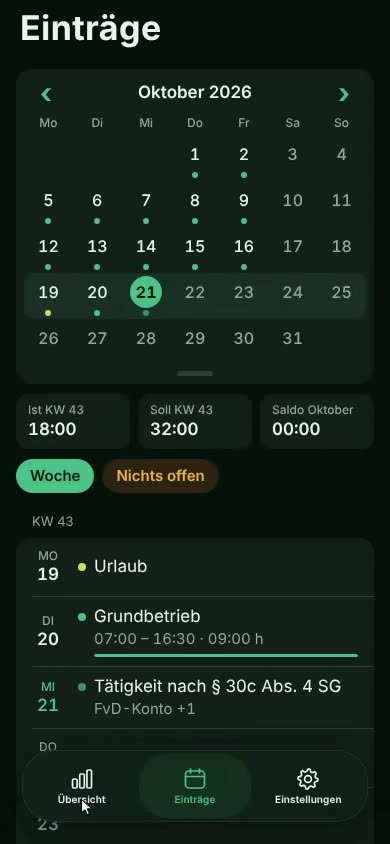 Einträge
Oktober 2026
Mo Di Mi Do Fr Sa So
1 2 3 4
5 6 7 8 9 10 11
12 13 14 15 16 17 18
19 20 21 22 23 24 25
26 27 28 29 30 31
Ist KW 43 Soll KW 43 Saldo Oktober
18:00 32:00 00:00
Woche Nichts offen
KW 43
MO
19 Urlaub
DI Grundbetrieb
20 07:00 – 16:30 · 09:00 h
MI Tätigkeit nach § 30c Abs. 4 SG
21 FvD-Konto +1
DO
Übersicht Einträge Einstellungen
23